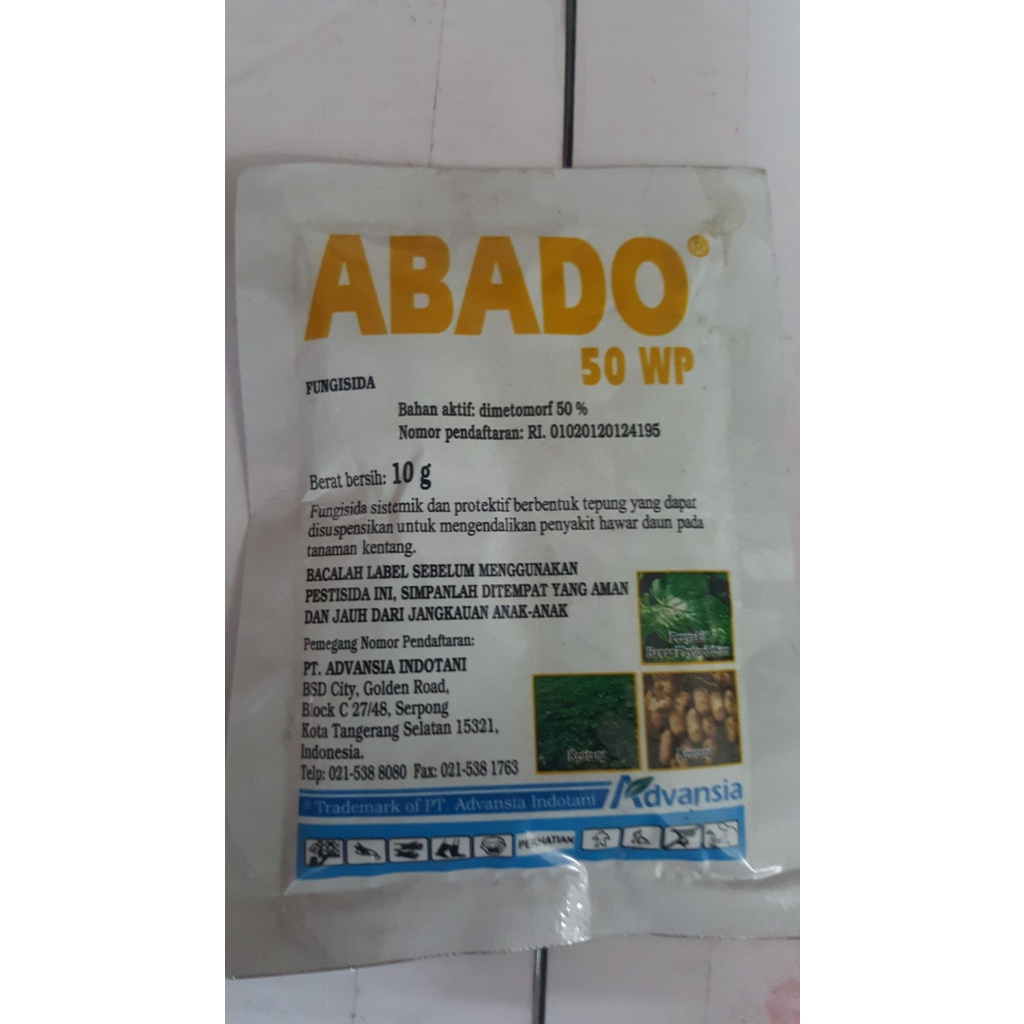 ABADO®
50 WP
FUNGISIDA
Bahan aktif: dimetomorf 50 %
Nomor pendaftaran: RI. 01020120124195
Berat bersih: 10 g
Fungisida sistemik dan protektif berbentuk tepung yang dapat
disuspensikan untuk mengendalikan penyakit hawar daun pada
tanaman kentang.
BACALAH LABEL SEBELUM MENGGUNAKAN
PESTISIDA INI, SIMPANLAH DITEMPAT YANG AMAN
DAN JAUH DARI JANGKAUAN ANAK-ANAK
Pemegang Nomor Pendaftaran:
PT. ADVANSIA INDOTANI
BSD City, Golden Road,
Block C 27/48, Serpong
Kota Tangerang Selatan 15321,
Indonesia.
Telp: 021-538 8080 Fax: 021-538 1763
Penyakit
Kentang
Kentang
® Trademark of PT. Advansia Indotani
Advansia
PERHATIAN